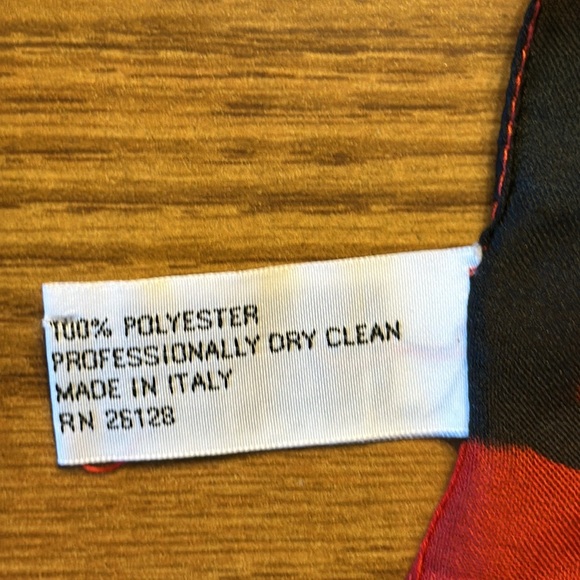 100% POLYESTER
PROFESSIONALLY DRY CLEAN
MADE IN ITALY
RN 26128